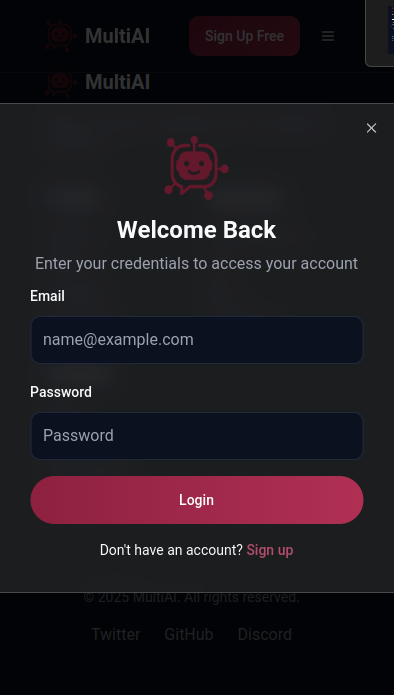 MultiAI
Sign Up Free
MultiAI
Welcome Back
Enter your credentials to access your account
Email
name@example.com
Password
Password
Login
Don't have an account? Sign up
© 2025 MultiAI. All rights reserved.
Twitter GitHub Discord